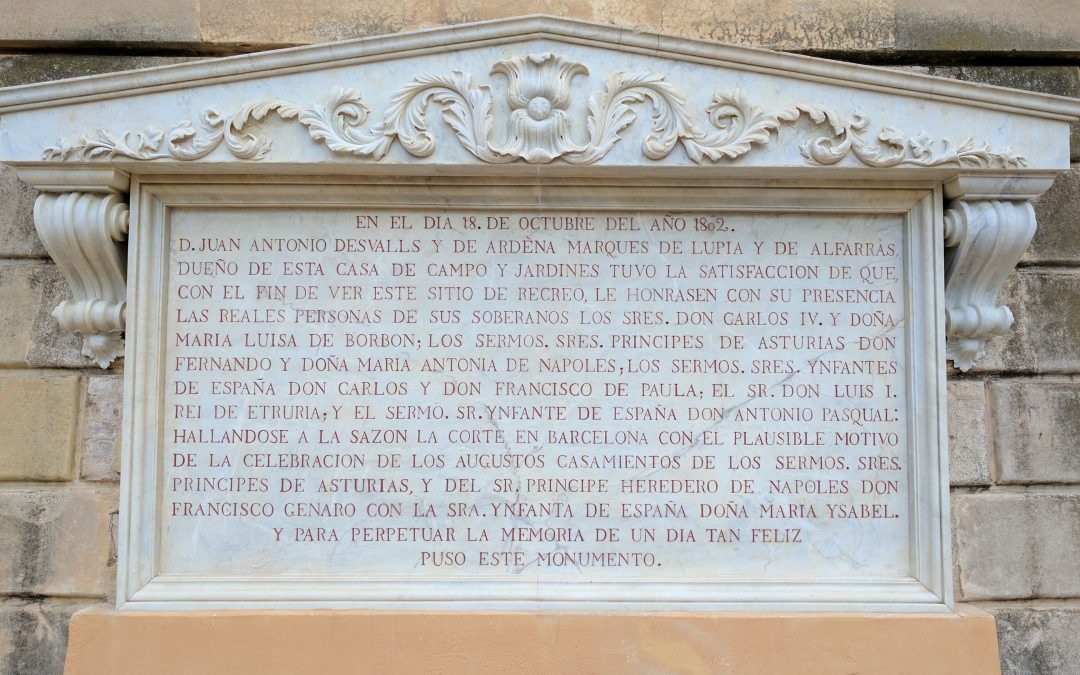 EN EL DIA 18. DE OCTUBRE DEL AÑO 1802.
D. JUAN ANTONIO DESVALLS Y DE ARDÈNA MARQUES DE LUPIA Y DE ALFARRÀS,
DUEÑO DE ESTA CASA DE CAMPO Y JARDINES TUVO LA SATISFACCION DE QUE,
CON EL FIN DE VER ESTE SITIO DE RECREO, LE HONRASEN CON SU PRESENCIA
LAS REALES PERSONAS DE SUS SOBERANOS LOS SRES. DON CARLOS IV. Y DOÑA
MARIA LUISA DE BORBON; LOS SERMOS. SRES. PRINCIPES DE ASTURIAS DON
FERNANDO Y DOÑA MARIA ANTONIA DE NAPOLES; LOS SERMOS. SRES. YNFANTES
DE ESPAÑA DON CARLOS Y DON FRANCISCO DE PAULA; EL SR. DON LUIS I.
REI DE ETRURIA; Y EL SERMO. SR. YNFANTE DE ESPAÑA DON ANTONIO PASQUAL:
HALLANDOSE A LA SAZON LA CORTE EN BARCELONA CON EL PLAUSIBLE MOTIVO
DE LA CELEBRACION DE LOS AUGUSTOS CASAMIENTOS DE LOS SERMOS. SRES.
PRINCIPES DE ASTURIAS, Y DEL SR. PRINCIPE HEREDERO DE NAPOLES DON
FRANCISCO GENARO CON LA SRA. YNFANTA DE ESPAÑA DOÑA MARIA YSABEL.
Y PARA PERPETUAR LA MEMORIA DE UN DIA TAN FELIZ
PUSO ESTE MONUMENTO.